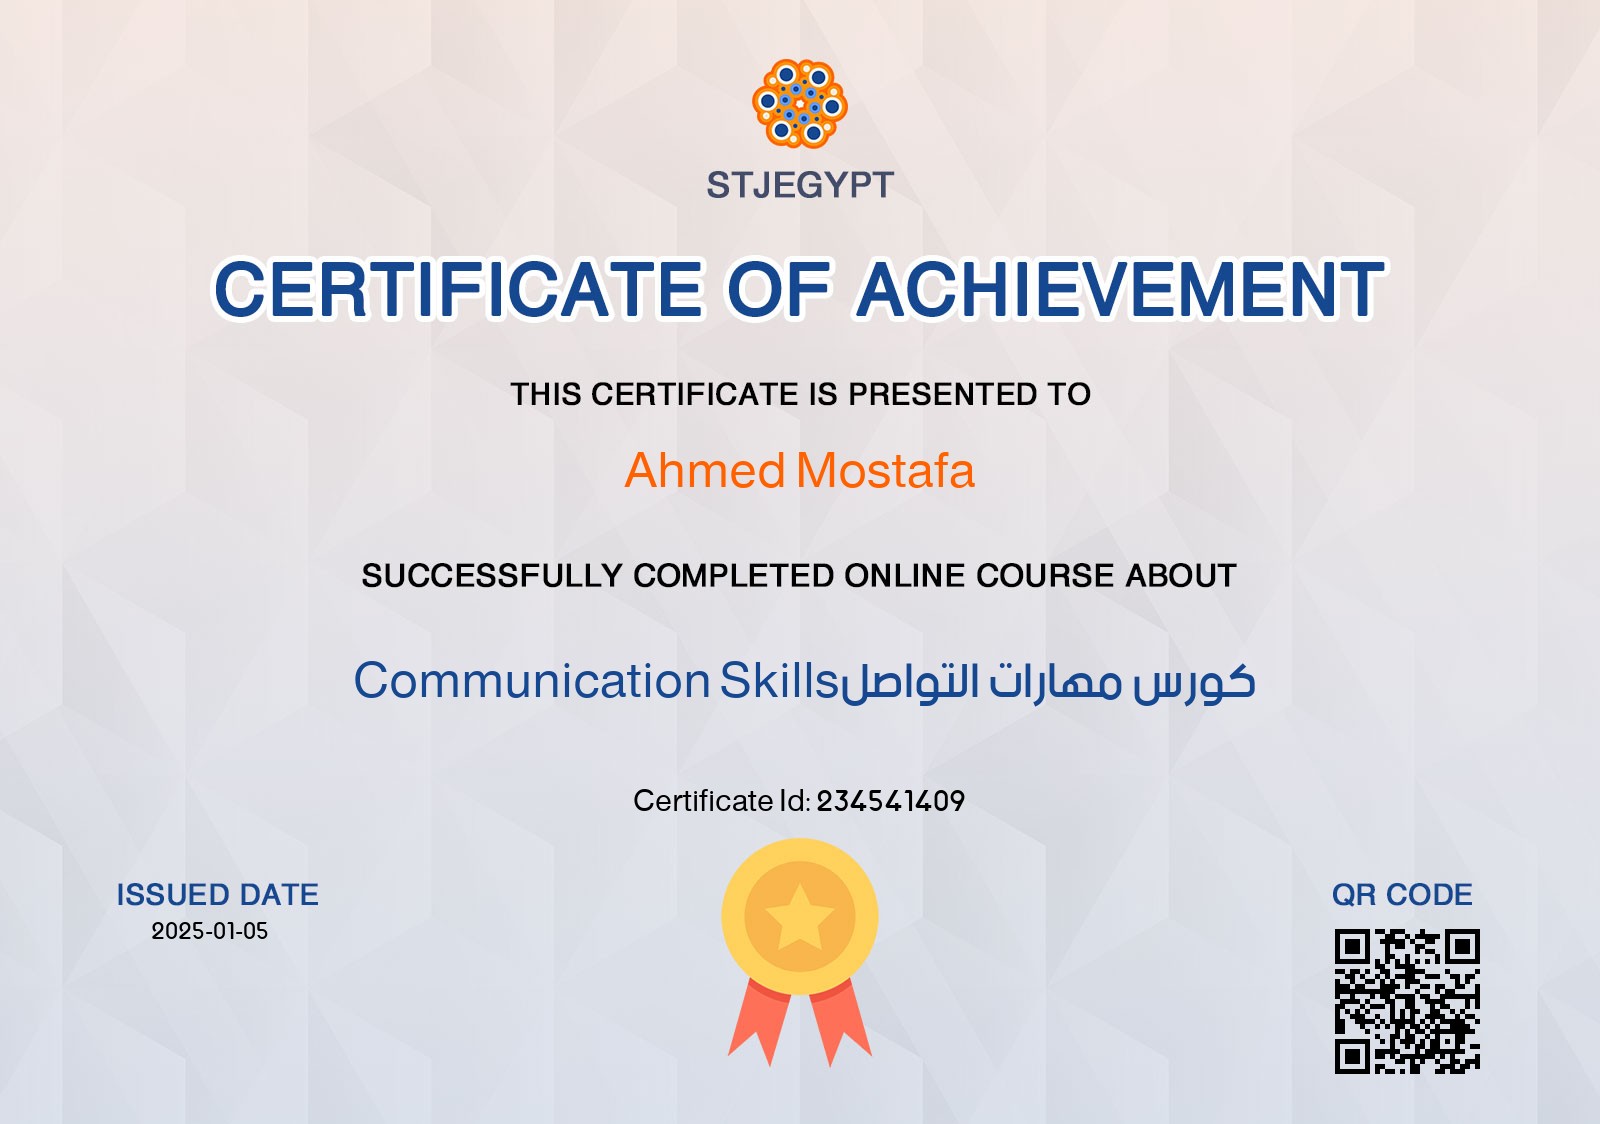 STJEGYPT
CERTIFICATE OF ACHIEVEMENT
THIS CERTIFICATE IS PRESENTED TO
Ahmed Mostafa
SUCCESSFULLY COMPLETED ONLINE COURSE ABOUT
Communication Skillsكورس مهارات التواصل
Certificate Id: 234541409
ISSUED DATE
2025-01-05
QR CODE